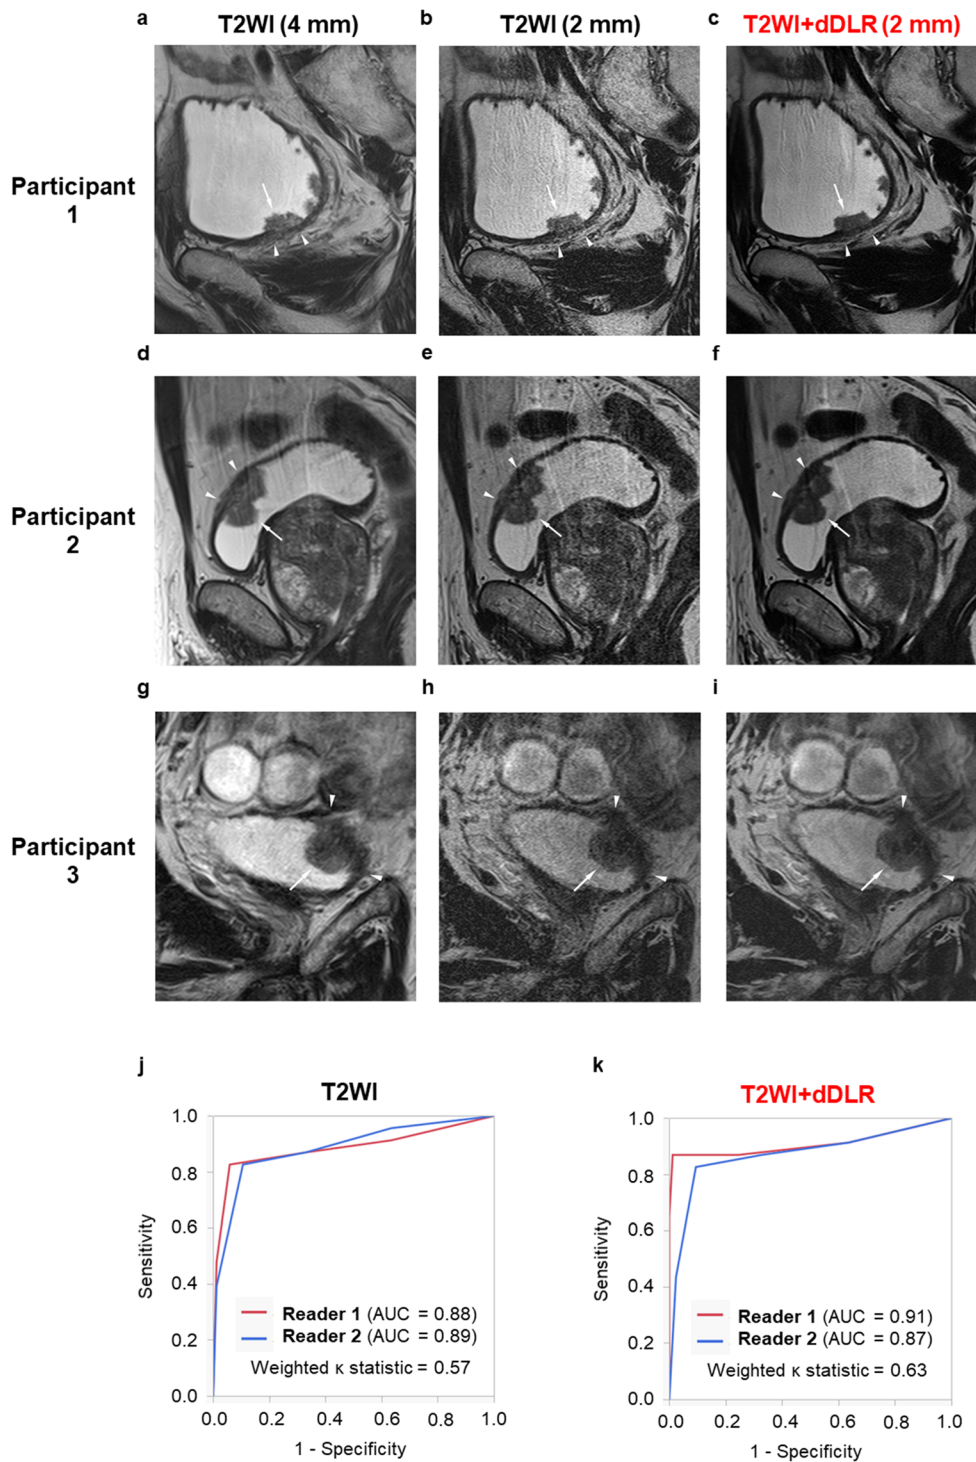 a T2WI (4 mm) b T2WI (2 mm) c T2WI+dDLR (2 mm)
Participant
1
d e f
Participant
2
g h i
Participant
3
j k
T2WI T2WI+dDLR
1.0
0.8
0.6
0.4
0.2
0.0
Sensitivity
Reader 1 (AUC = 0.88)
Reader 2 (AUC = 0.89)
Weighted κ statistic = 0.57
0.0 0.2 0.4 0.6 0.8 1.0
1 - Specificity
1.0
0.8
0.6
0.4
0.2
0.0
Sensitivity
Reader 1 (AUC = 0.91)
Reader 2 (AUC = 0.87)
Weighted κ statistic = 0.63
0.0 0.2 0.4 0.6 0.8 1.0
1 - Specificity